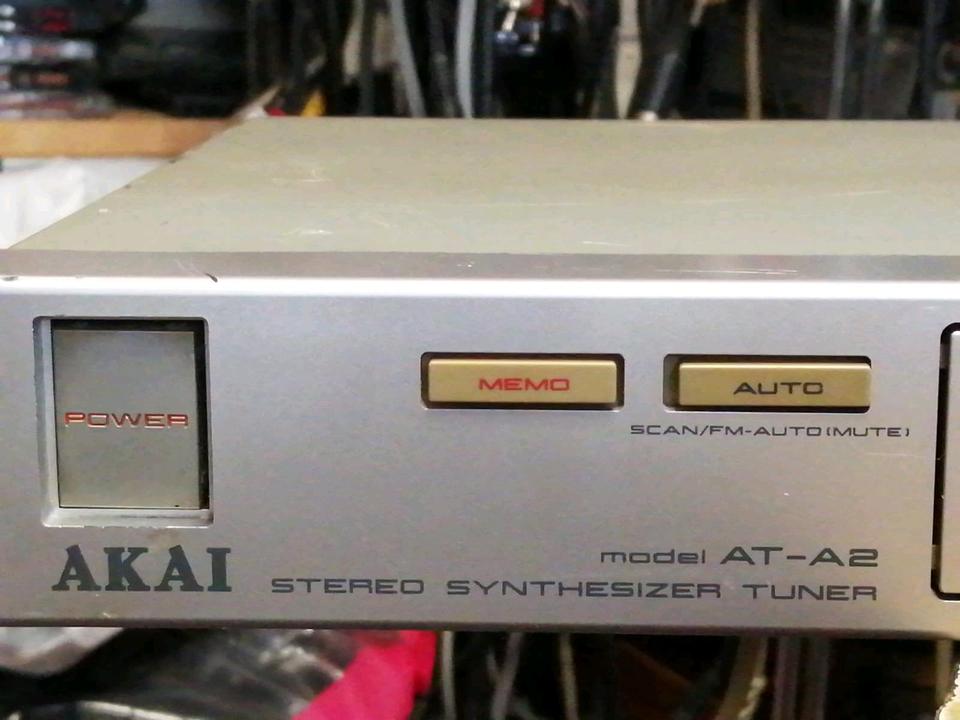 POWER
MEMO
AUTO
SCAN/FM-AUTO(MUTE)
model AT-A2
AKAI STEREO SYNTHESIZER TUNER